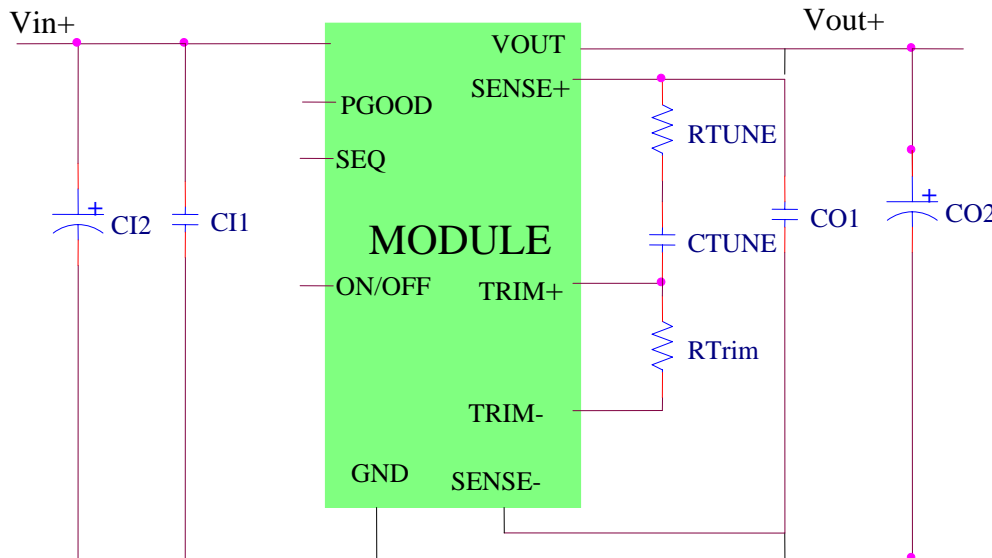 Vin+
Vout+
VOUT
SENSE+
PGOOD
RTUNE
SEQ
CI2
CI1
CO1
CO2
MODULE
CTUNE
ON/OFF
TRIM+
RTrim
TRIM-
GND
SENSE-
+
+